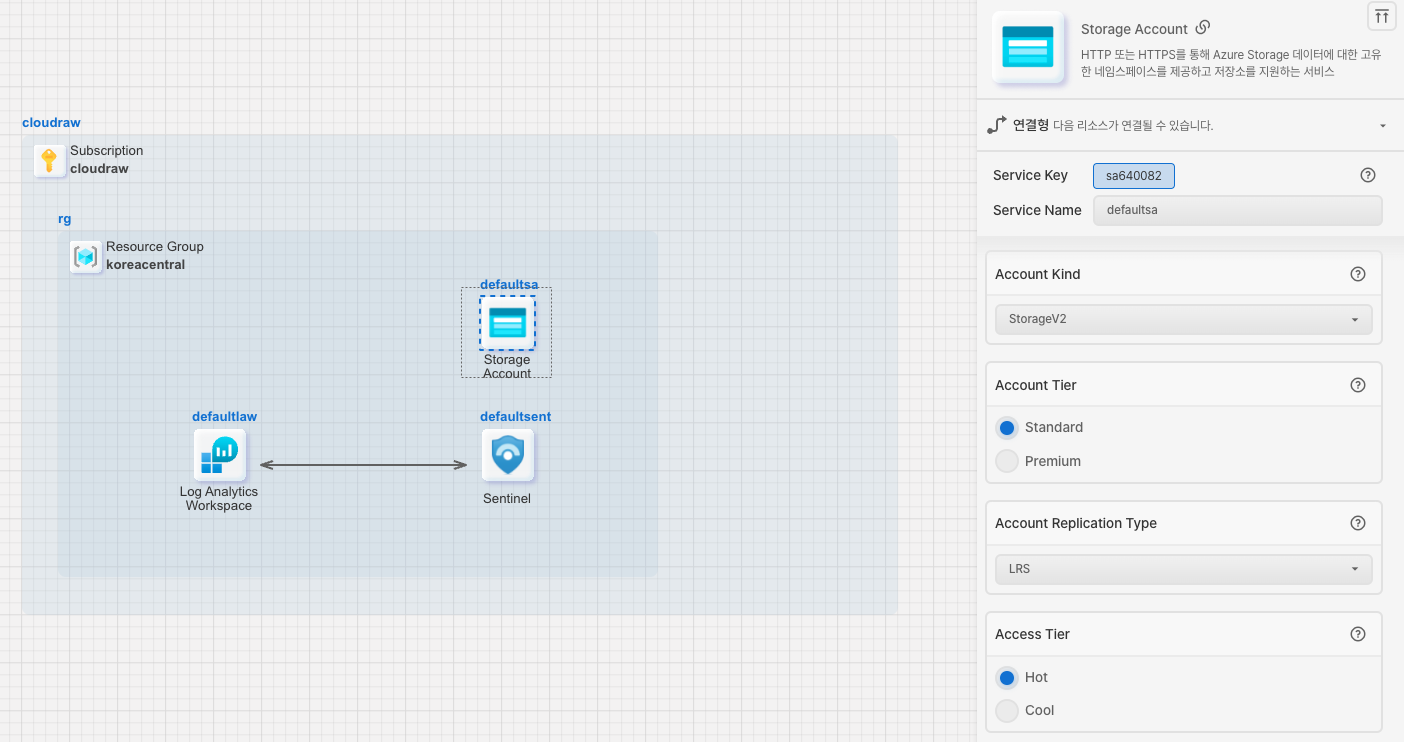 cloudraw
Subscription
cloudraw
rg
Resource Group
koreacentral
defaultsa
Storage
Account
defaultlaw
Log Analytics
Workspace
defaultsent
Sentinel
Storage Account
HTTP 또는 HTTPS를 통해 Azure Storage 데이터에 대한 고유
한 네임스페이스를 제공하고 저장소를 지원하는 서비스
연결형 다음 리소스가 연결될 수 있습니다.
Service Key sa640082
Service Name defaultsa
Account Kind
StorageV2
Account Tier
Standard
Premium
Account Replication Type
LRS
Access Tier
Hot
Cool